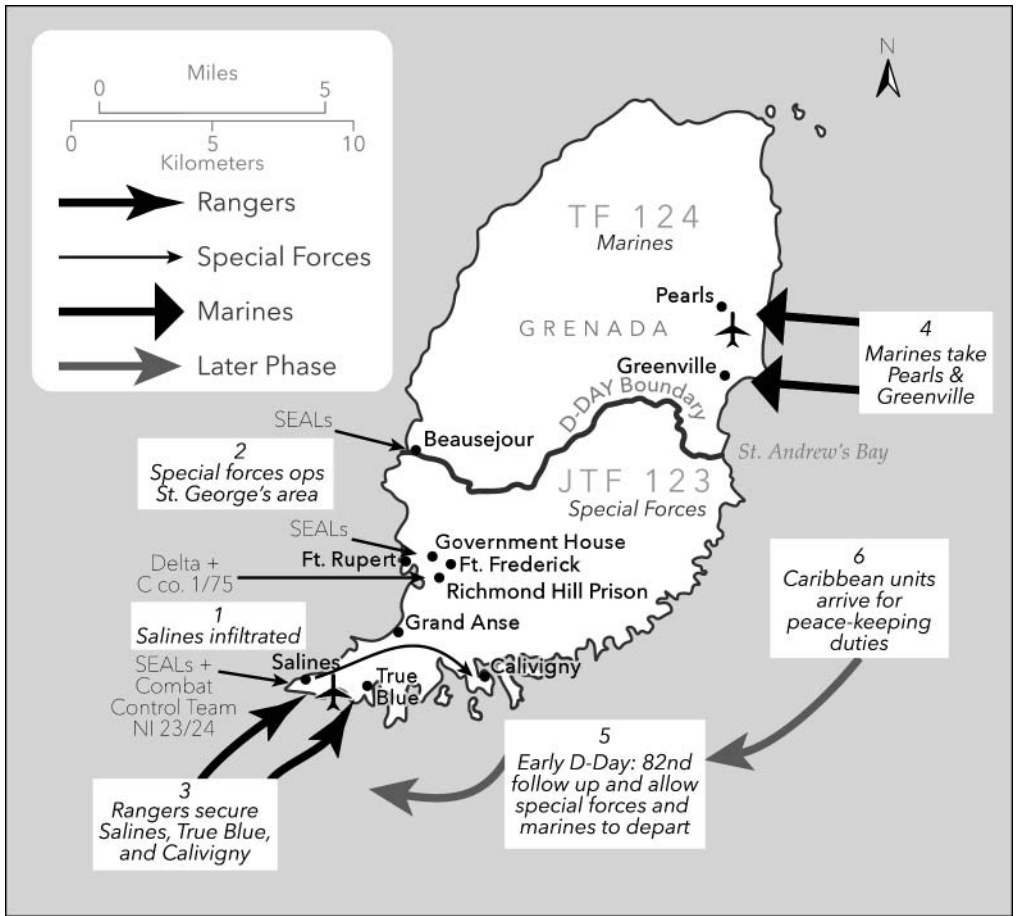 Miles
0 5
0 5 10
Kilometers
Rangers
Special Forces
Marines
Later Phase
N
TF 124
Marines
Pearls
GRENADA
Greenville
D-DAY Boundary
4
Marines take
Pearls &
Greenville
SEALs
Beausejour
2
Special forces ops
St. George's area
St. Andrew's Bay
JTF 123
Special Forces
SEALs
Government House
Ft. Rupert
Ft. Frederick
Richmond Hill Prison
Delta +
C co. 1/75
Grand Anse
1
Salines infiltrated
SEALs +
Combat
Control Team
NI 23/24
Salines
True
Blue
Calivigny
6
Caribbean units
arrive for
peace-keeping
duties
5
Early D-Day: 82nd
follow up and allow
special forces and
marines to depart
3
Rangers secure
Salines, True Blue,
and Calivigny